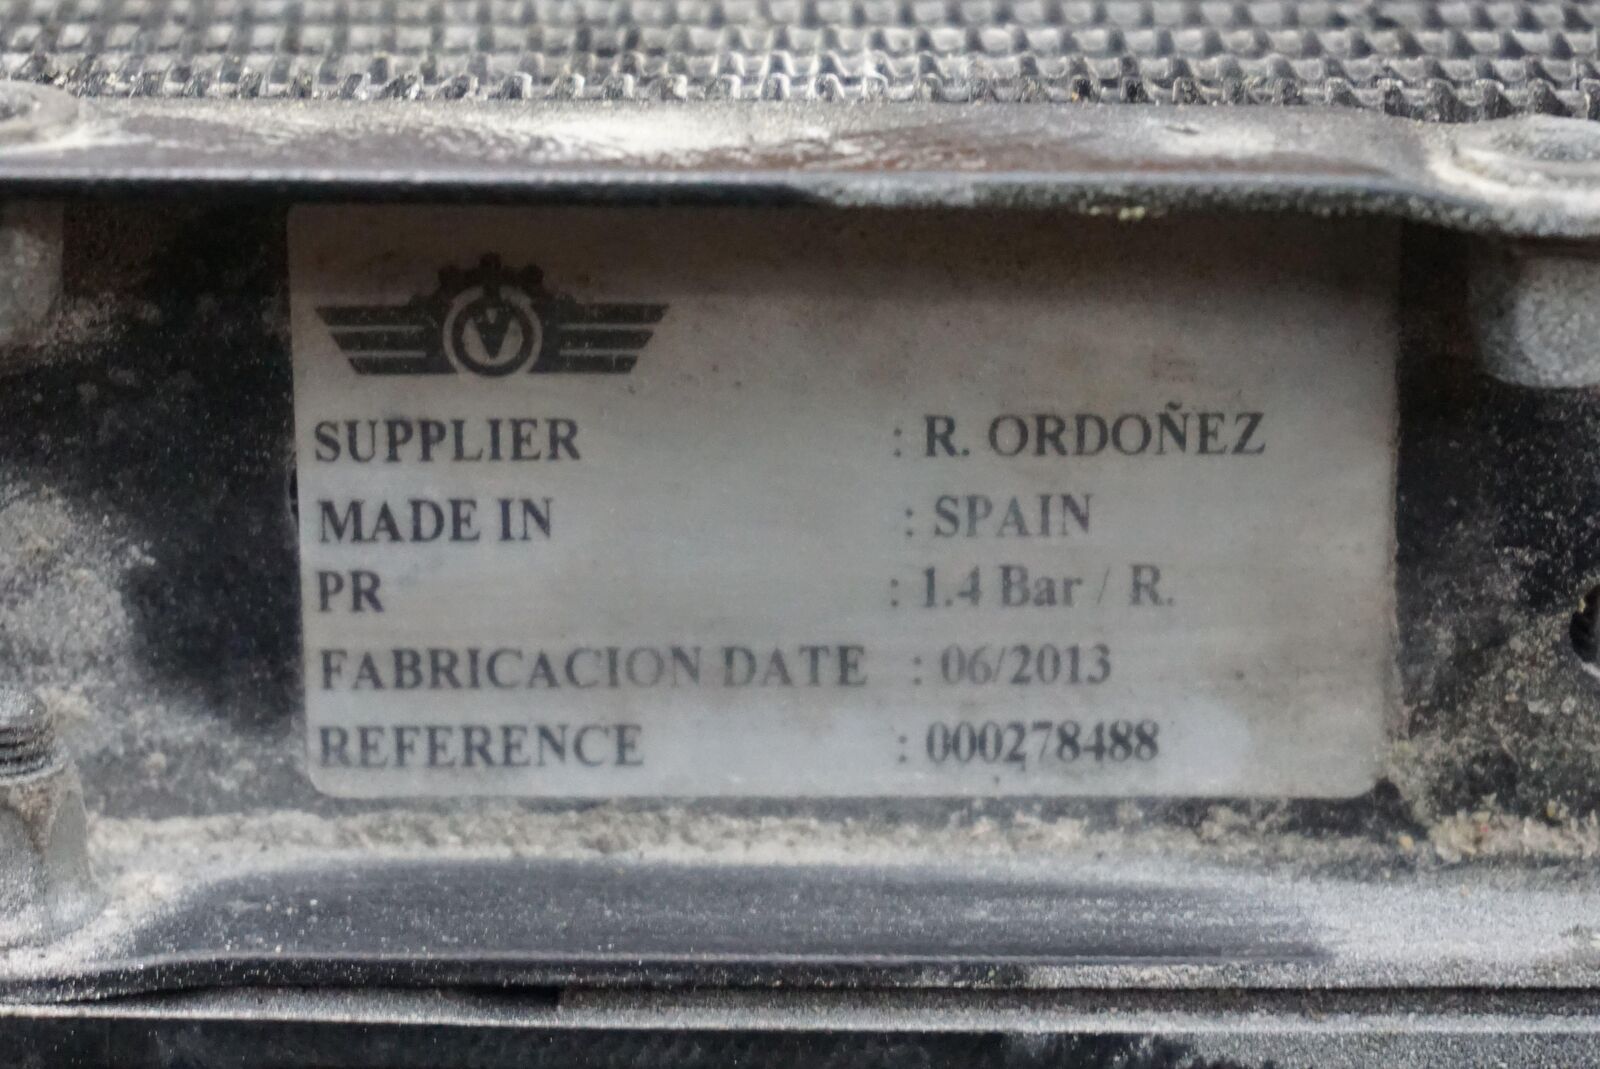 SUPPLIER : R. ORDOÑEZ
MADE IN : SPAIN
PR : 1.4 Bar / R.
FABRICACION DATE : 06/2013
REFERENCE : 000278488